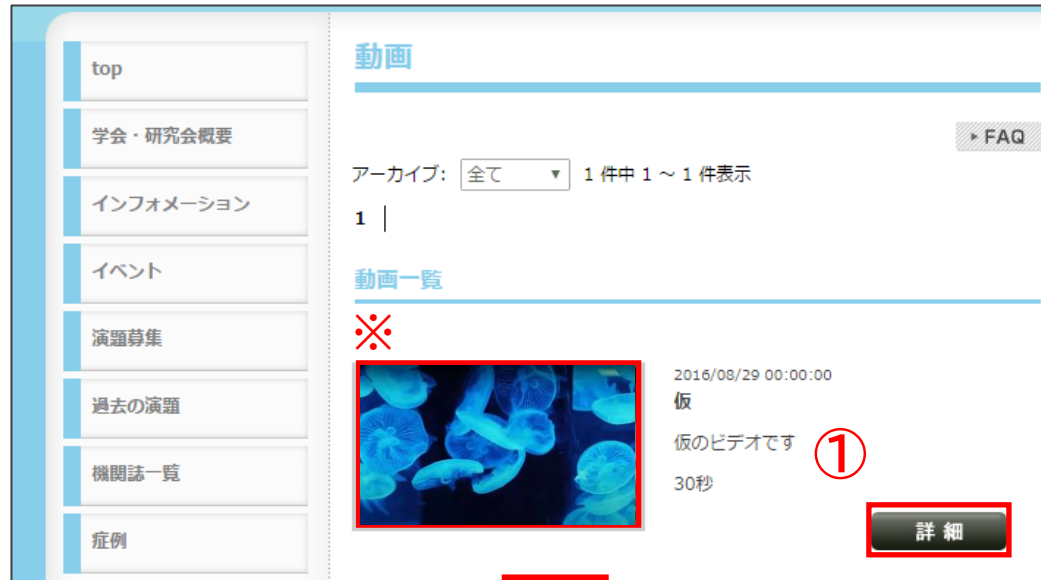 top
学会・研究会概要
インフォメーション
イベント
演題募集
過去の演題
機関誌一覧
症例
動画
▸ FAQ
アーカイブ: 全て ▼ 1 件中 1 ～ 1 件表示
1 |
動画一覧
※
2016/08/29 00:00:00
仮
仮のビデオです
①
30秒
詳 細